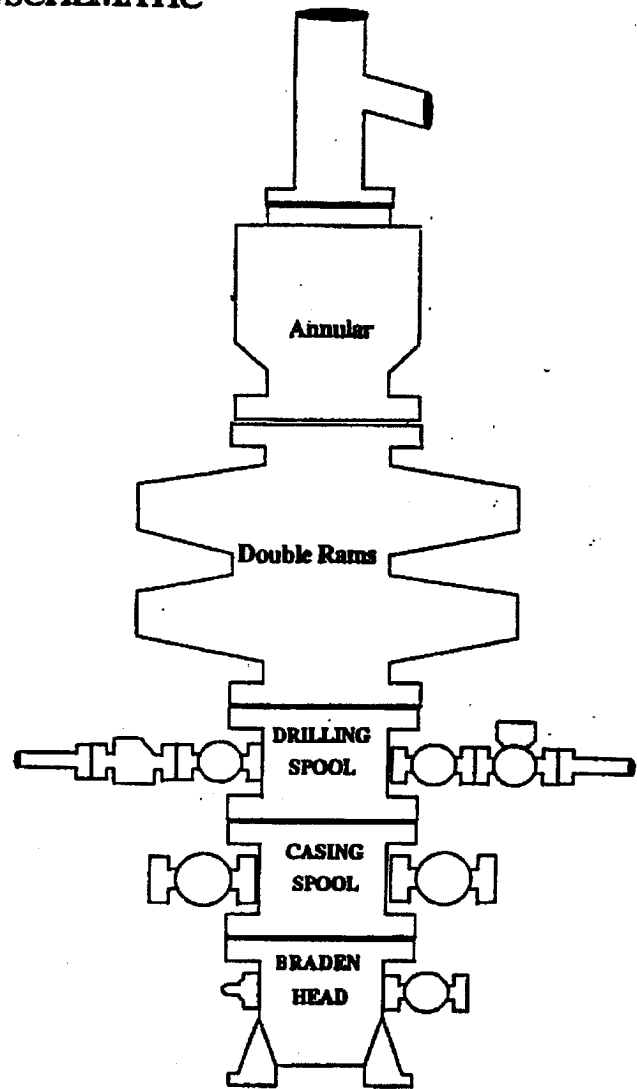 SCHEMATIC
Annular
Double Rams
DRILLING
SPOOL
CASING
SPOOL
BRADEN
HEAD